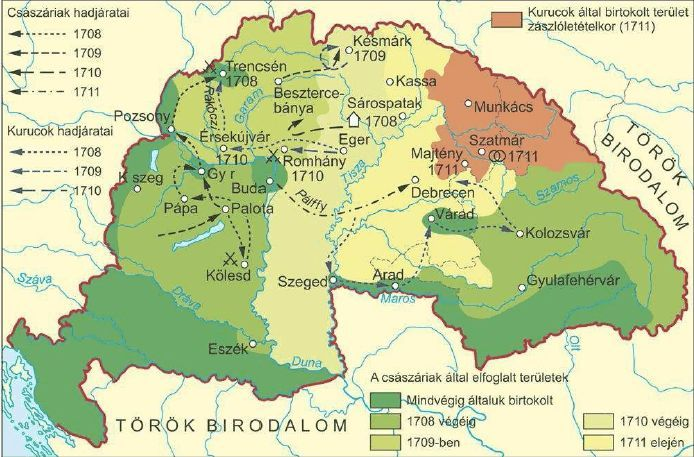 Császáriak hadjáratai
1708
1709
1710
1711
Kurucok hadjáratai
1708
1709
1710
Kurucok által birtokolt terület
zászlóletételkor (1711)
Késmárk
1709
Trencsén
1708
Beszterce-
bánya
Kassa
Garam
Rákóczi
Sárospatak
1708
Munkács
Pozsony
Érsekújvár
1710
Romhány
1710
Eger
Tisza
Szatmár
1711
Majtény
1711
TÖRÖK
BIRODALOM
K szeg
Gy r
Buda
Pálffy
Debrecen
Szamos
Pápa
Palota
Várad
Kolozsvár
Kölesd
Szeged
Arad
Maros
Gyulafehérvár
Száva
Dráva
Eszék
Duna
Olt
TÖRÖK BIRODALOM
A császáriak által elfoglalt területek
Mindvégig általuk birtokolt
1708 végéig
1709-ben
1710 végéig
1711 elején